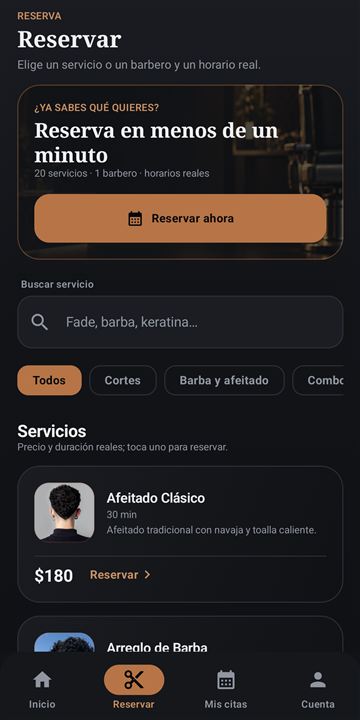 RESERVA
Reservar
Elige un servicio o un barbero y un horario real.
¿YA SABES QUÉ QUIERES?
Reserva en menos de un
minuto
20 servicios · 1 barbero · horarios reales
Reservar ahora
Buscar servicio
Fade, barba, keratina...
Todos
Cortes
Barba y afeitado
Combo
Servicios
Precio y duración reales; toca uno para reservar.
Afeitado Clásico
30 min
Afeitado tradicional con navaja y toalla caliente.
$180
Reservar
Arreglo de Barba
Inicio
Reservar
Mis citas
Cuenta